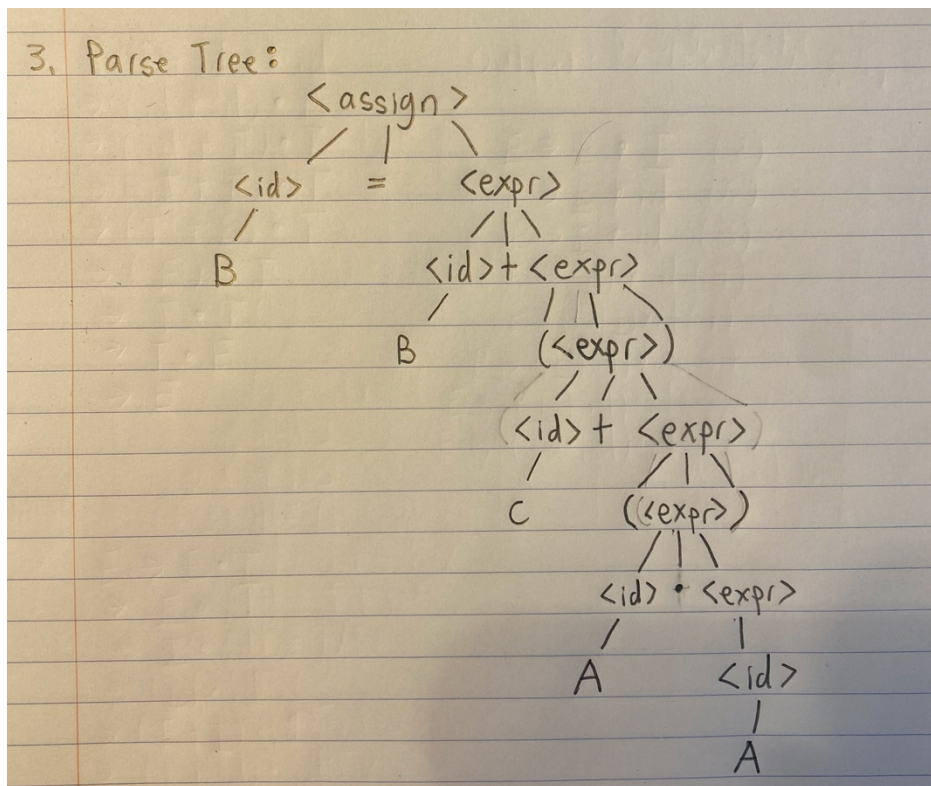 3. Parse Tree:
<assign>
<id> = <expr>
B <id> + <expr>
B (<expr>)
<id> + <expr>
C (<expr>)
<id> • <expr>
A <id>
A